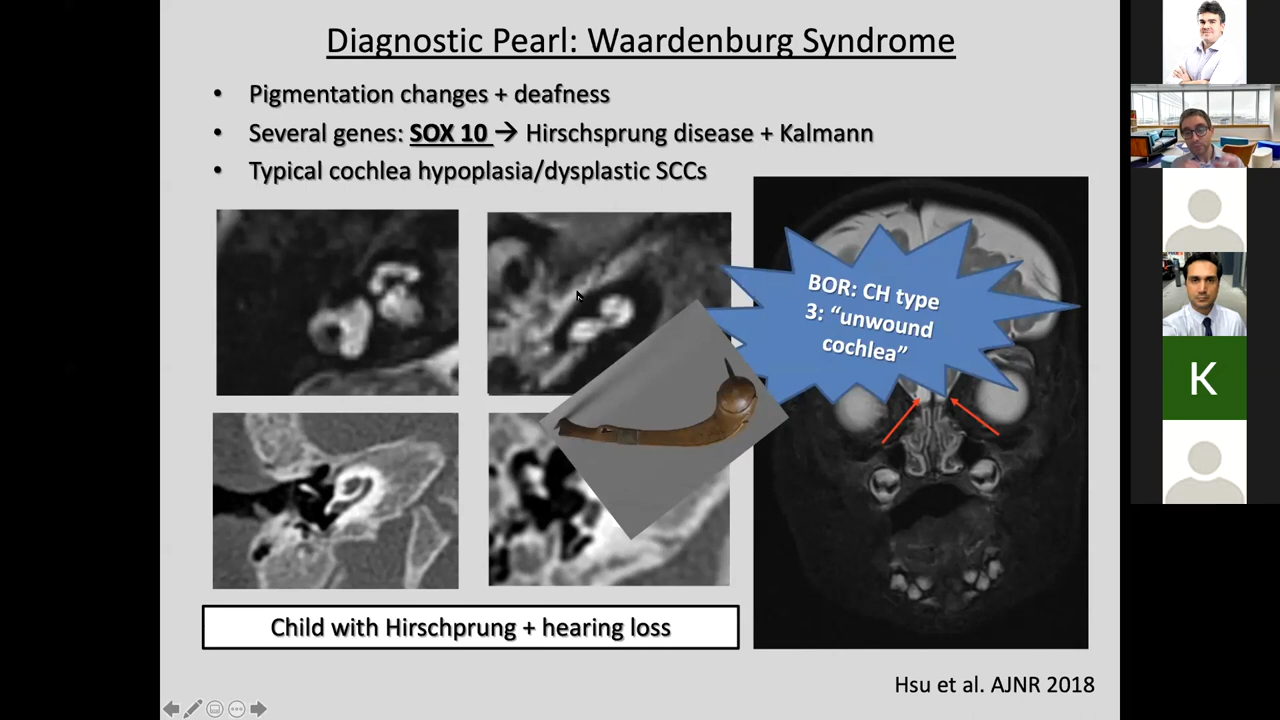 Diagnostic Pearl: Waardenburg Syndrome
• Pigmentation changes + deafness
• Several genes: SOX 10 → Hirschsprung disease + Kalmann
• Typical cochlea hypoplasia/dysplastic SCCs
BOR: CH type
3: “unwound
cochlea”
Child with Hirschprung + hearing loss
Hsu et al. AJNR 2018
K